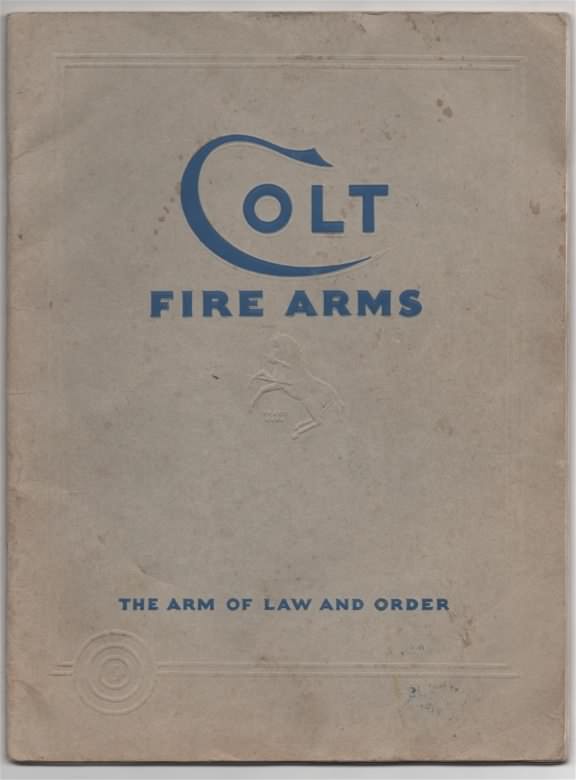 COLT
FIRE ARMS
THE ARM OF LAW AND ORDER